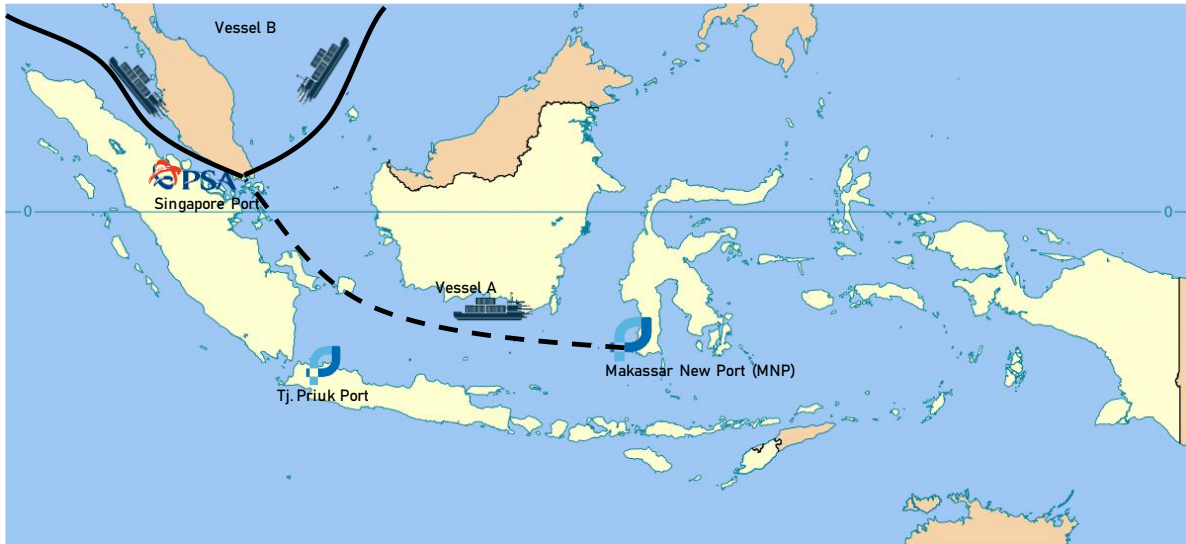 Vessel B
PSA
Singapore Port
0
0
Vessel A
Makassar New Port (MNP)
Tj. Priuk Port